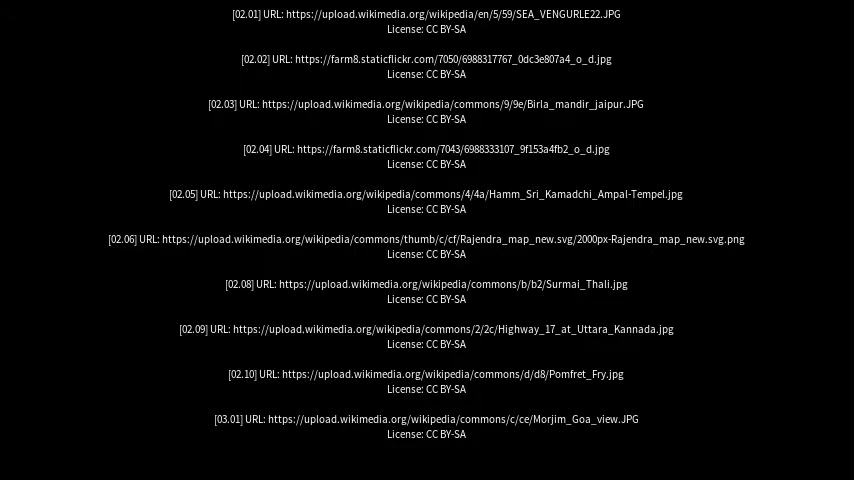 [02.01] URL: https://upload.wikimedia.org/wikipedia/en/5/59/SEA_VENGURLE22.JPG
License: CC BY-SA
[02.02] URL: https://farm8.staticflickr.com/7050/6988317767_0dc3e807a4_o_d.jpg
License: CC BY-SA
[02.03] URL: https://upload.wikimedia.org/wikipedia/commons/9/9e/Birla_mandir_jaipur.JPG
License: CC BY-SA
[02.04] URL: https://farm8.staticflickr.com/7043/6988333107_9f153a4fb2_o_d.jpg
License: CC BY-SA
[02.05] URL: https://upload.wikimedia.org/wikipedia/commons/4/4a/Hamm_Sri_Kamadchi_Ampal-Tempel.jpg
License: CC BY-SA
[02.06] URL: https://upload.wikimedia.org/wikipedia/commons/thumb/c/cf/Rajendra_map_new.svg/2000px-Rajendra_map_new.svg.png
License: CC BY-SA
[02.08] URL: https://upload.wikimedia.org/wikipedia/commons/b/b2/Surmai_Thali.jpg
License: CC BY-SA
[02.09] URL: https://upload.wikimedia.org/wikipedia/commons/2/2c/Highway_17_at_Uttara_Kannada.jpg
License: CC BY-SA
[02.10] URL: https://upload.wikimedia.org/wikipedia/commons/d/d8/Pomfret_Fry.jpg
License: CC BY-SA
[03.01] URL: https://upload.wikimedia.org/wikipedia/commons/c/ce/Morjim_Goa_view.JPG
License: CC BY-SA